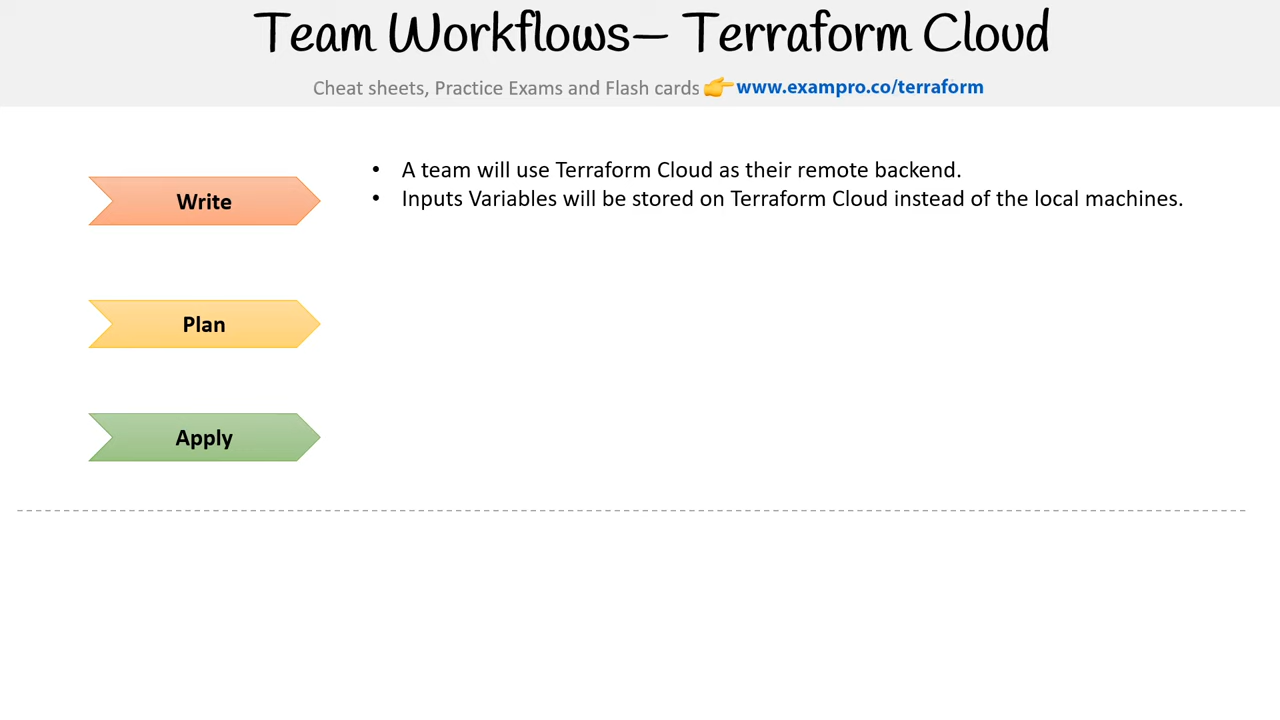 Team Workflows— Terraform Cloud
Cheat sheets, Practice Exams and Flash cards 👉 www.exampro.co/terraform
• A team will use Terraform Cloud as their remote backend.
• Inputs Variables will be stored on Terraform Cloud instead of the local machines.
Write
Plan
Apply